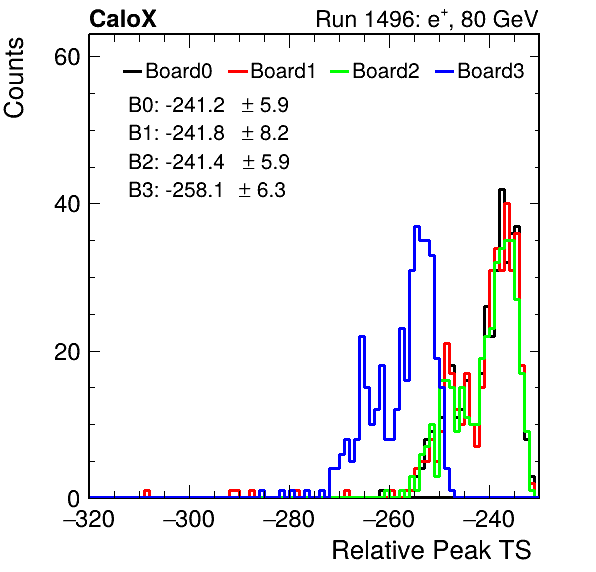 CaloX Run 1496: e⁺, 80 GeV
Counts
60
Board0 Board1 Board2 Board3
B0: -241.2 ± 5.9
B1: -241.8 ± 8.2
B2: -241.4 ± 5.9
B3: -258.1 ± 6.3
40
20
0
−320 −300 −280 −260 −240
Relative Peak TS